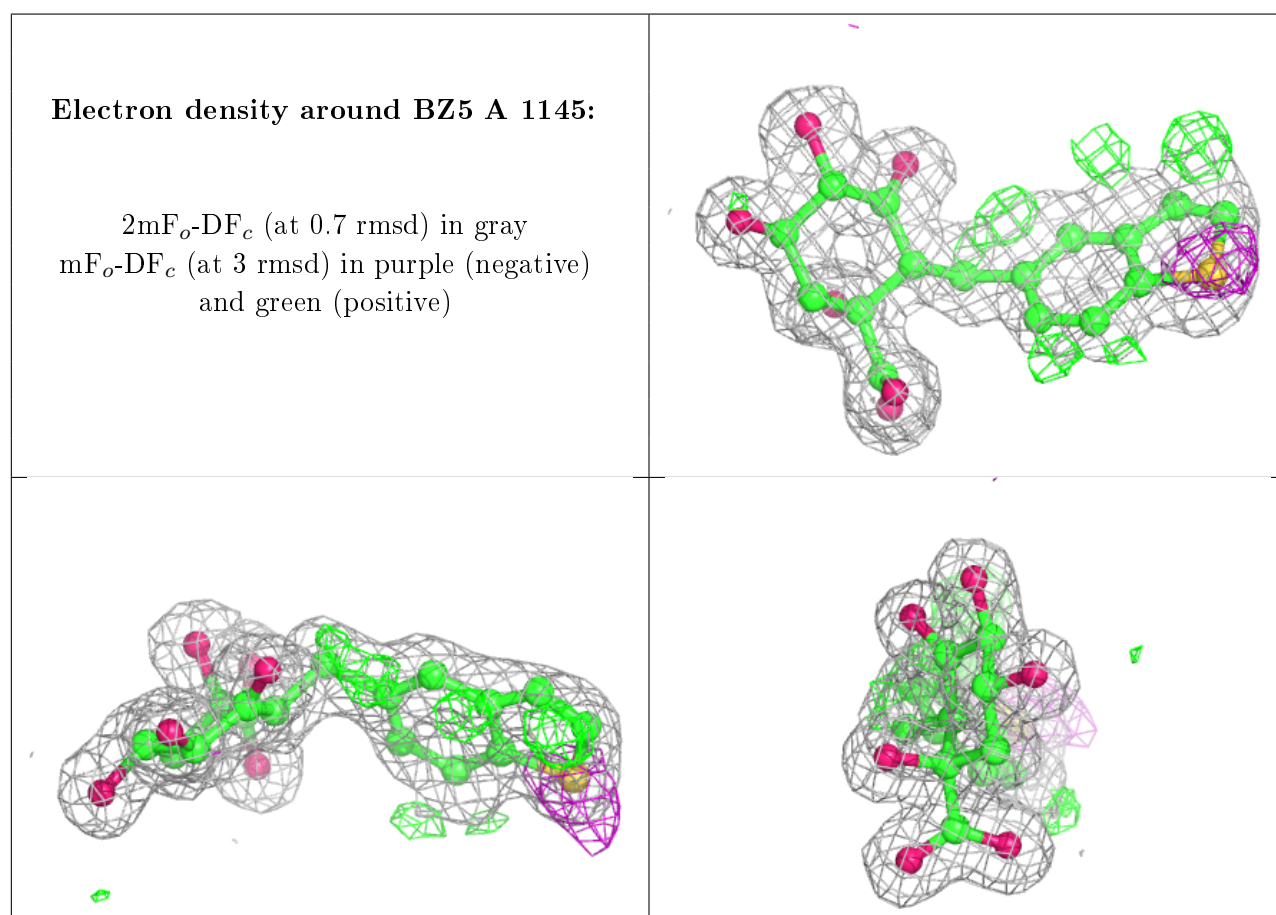 Electron density around BZ5 A 1145:
2mFo-DFc (at 0.7 rmsd) in gray
mFo-DFc (at 3 rmsd) in purple (negative)
and green (positive)